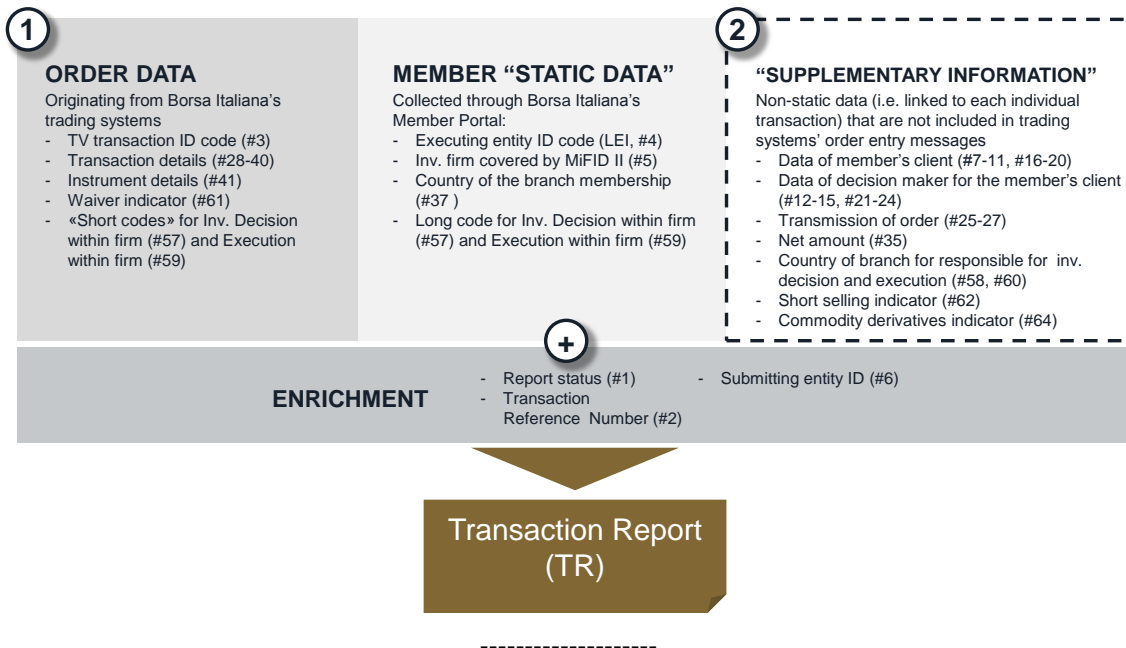 1
ORDER DATA
Originating from Borsa Italiana's
trading systems
- TV transaction ID code (#3)
- Transaction details (#28-40)
- Instrument details (#41)
- Waiver indicator (#61)
- «Short codes» for Inv. Decision
within firm (#57) and Execution
within firm (#59)
MEMBER “STATIC DATA”
Collected through Borsa Italiana's
Member Portal:
- Executing entity ID code (LEI, #4)
- Inv. firm covered by MiFID II (#5)
- Country of the branch membership
(#37 )
- Long code for Inv. Decision within firm
(#57) and Execution within firm (#59)
2
“SUPPLEMENTARY INFORMATION”
Non-static data (i.e. linked to each individual
transaction) that are not included in trading
systems' order entry messages
- Data of member's client (#7-11, #16-20)
- Data of decision maker for the member's client
(#12-15, #21-24)
- Transmission of order (#25-27)
- Net amount (#35)
- Country of branch for responsible for inv.
decision and execution (#58, #60)
- Short selling indicator (#62)
- Commodity derivatives indicator (#64)
+
ENRICHMENT
- Report status (#1)
- Transaction
Reference Number (#2)
- Submitting entity ID (#6)
Transaction Report
(TR)